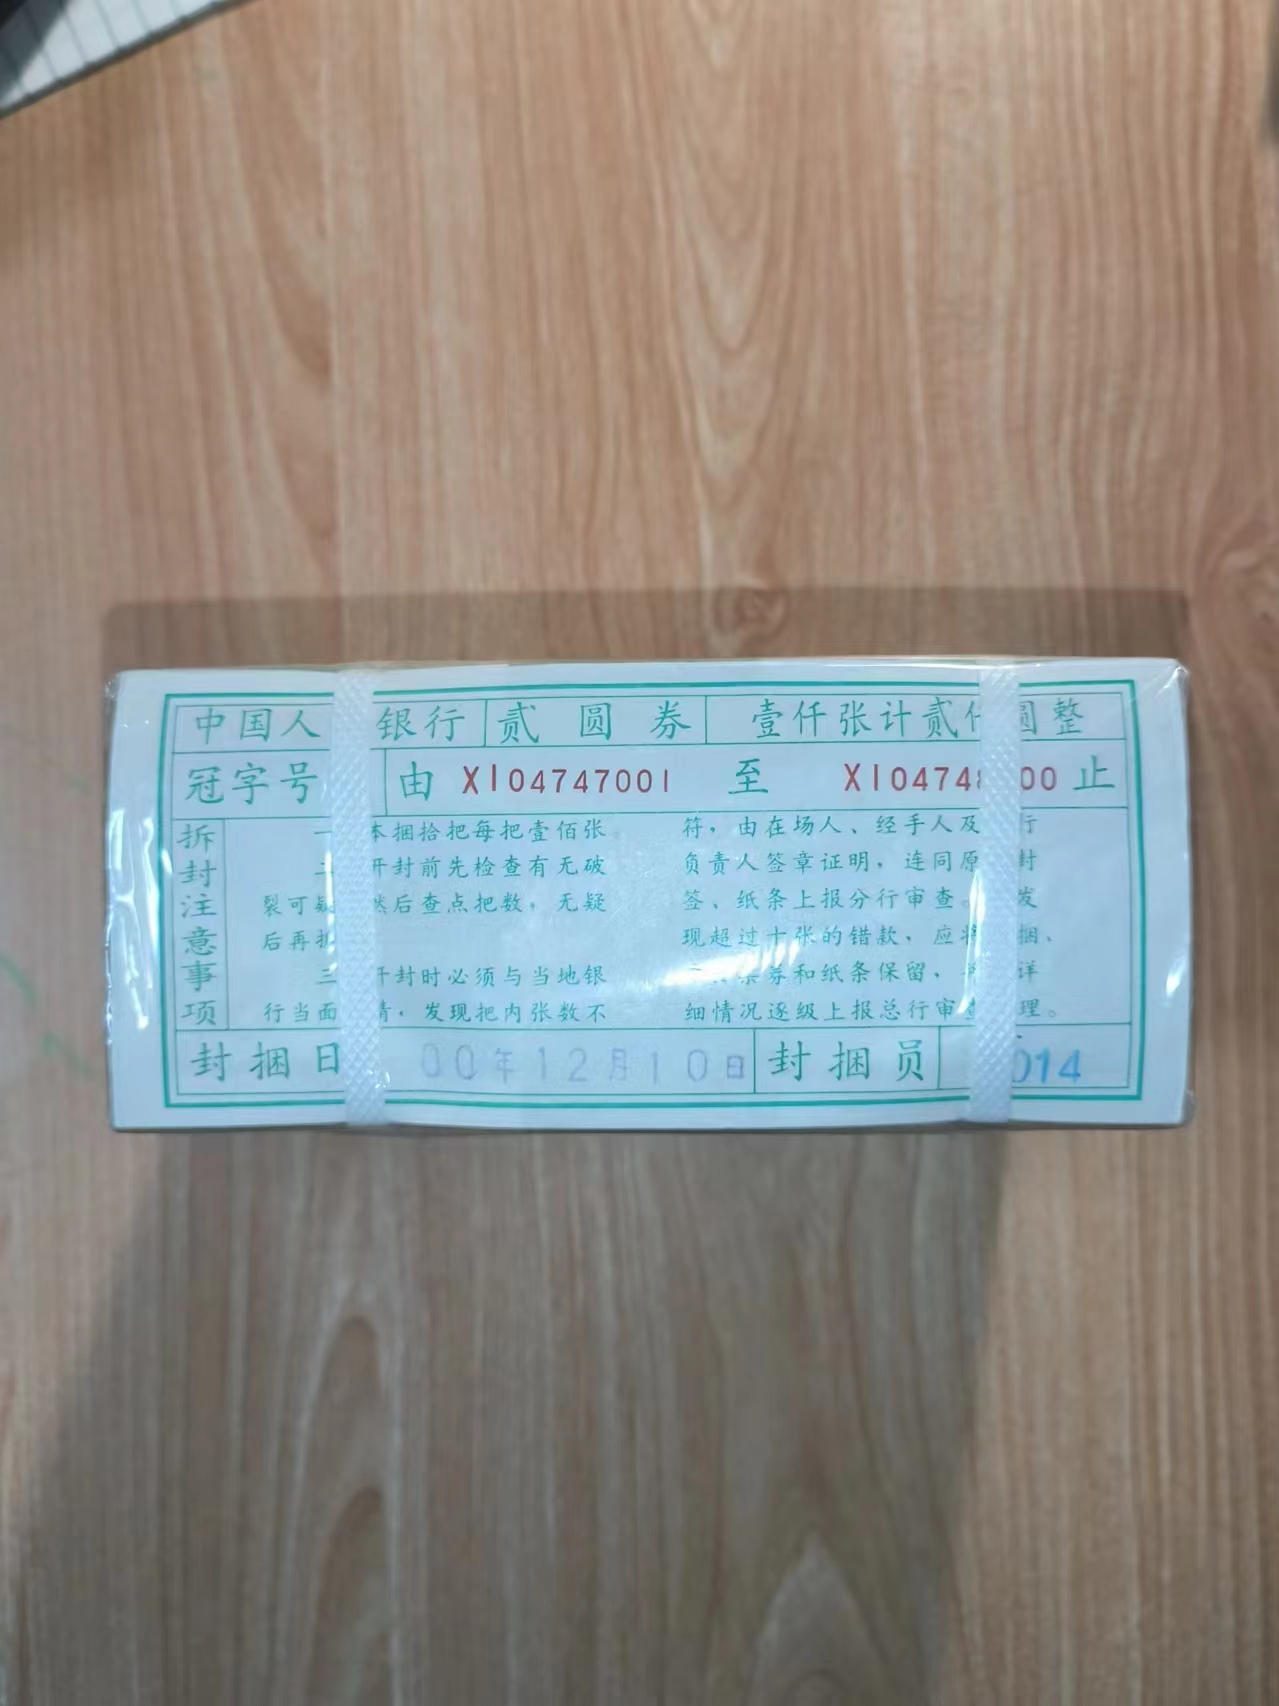 中国人 银行 贰圆券 壹仟张计贰 圆整
冠字号 由 XI04747001 至 XI04748 00 止
拆封注意事项
本捆拾把每把壹佰张。
开封前先检查有无破
裂可疑 然后查点把数，无疑
后再拆
三 开封时必须与当地银
行当面 清，发现把内张数不
符，由在场人、经手人及 行
负责人签章证明，连同原 封
签、纸条上报分行审查。 发
现超过十张的错款，应将 捆、
券和纸条保留， 详
细情况逐级上报总行审查 理。
封捆日 00年12月10日 封捆员 014